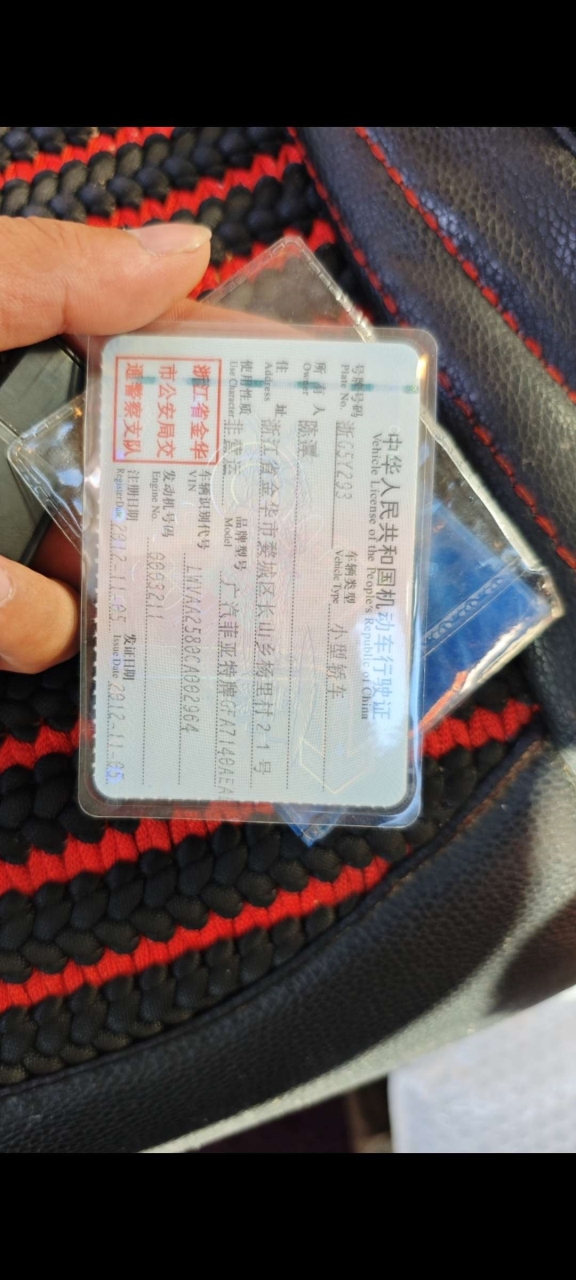 中华人民共和国机动车行驶证
Vehicle License of the People's Republic of China
号牌号码 浙G5Y293 车辆类型 小型轿车
Plate No. Vehicle Type
所有人
Owner
住址 浙江省金华市婺城区长山乡杨里村21号
Address
使用性质 非营运 品牌型号 广汽菲亚特牌GFA7140AEA
Use Character Model
浙江省金华
市公安局交
通警察支队
车辆识别代号 LWVAA2580CA002964
VIN
发动机号码 0003211
Engine No.
注册日期 2012-11-05 发证日期 2012-11-05
Register Date Issue Date